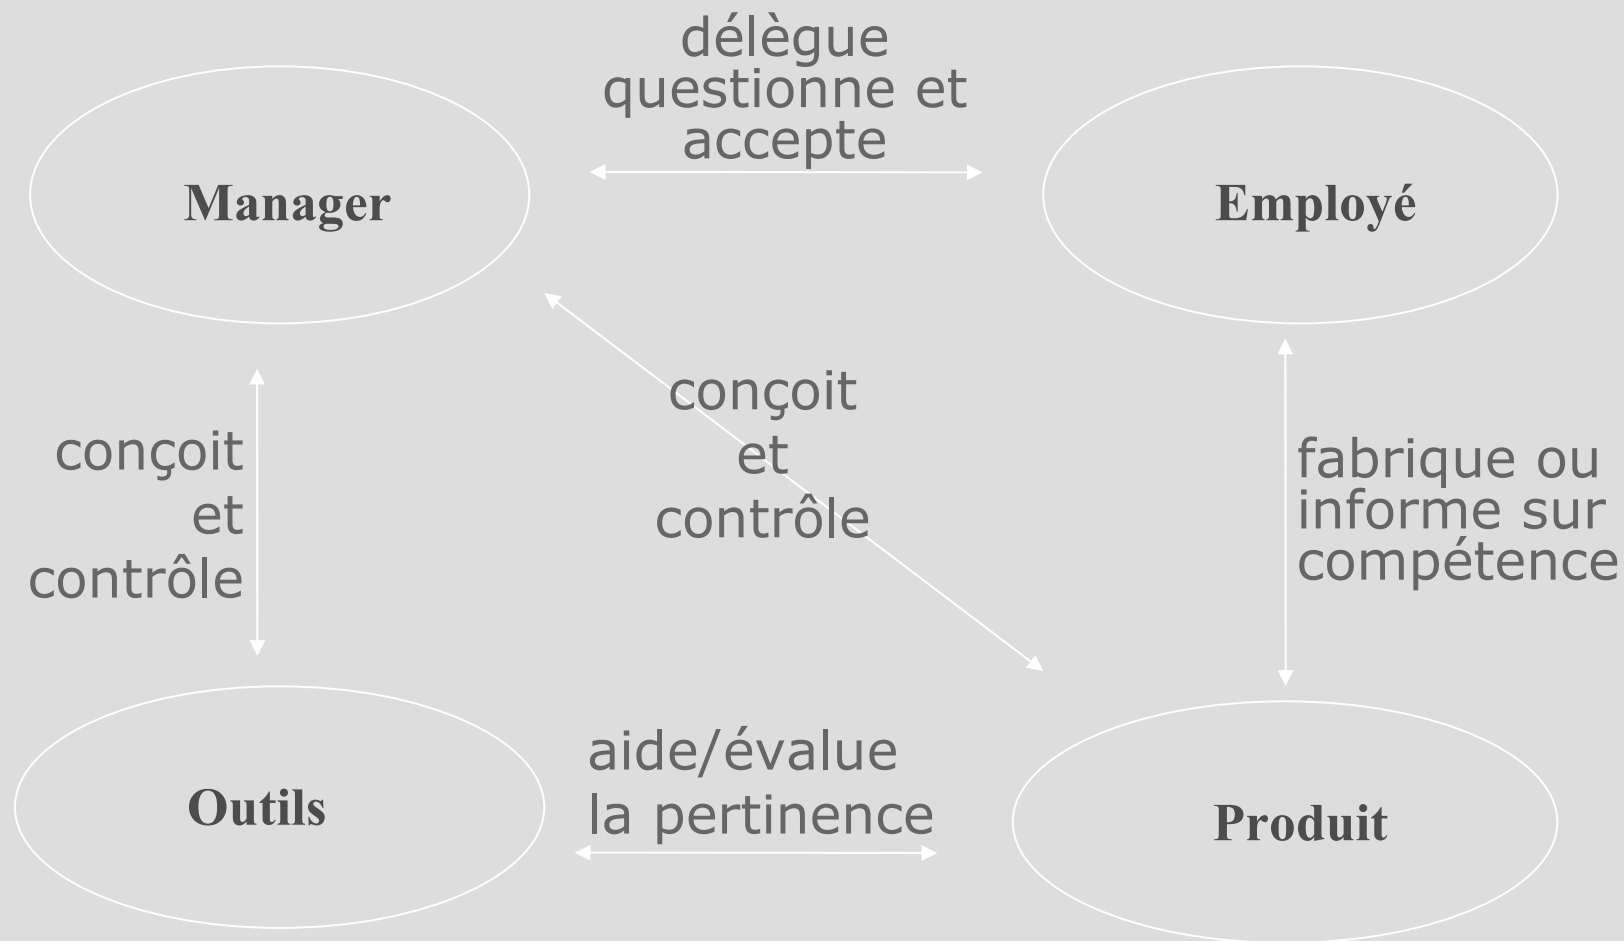 délègue
questionne et
accepte
Manager
Employé
conçoit
et
contrôle
conçoit
et
contrôle
fabrique ou
informe sur
compétence
aide/évalue
la pertinence
Outils
Produit